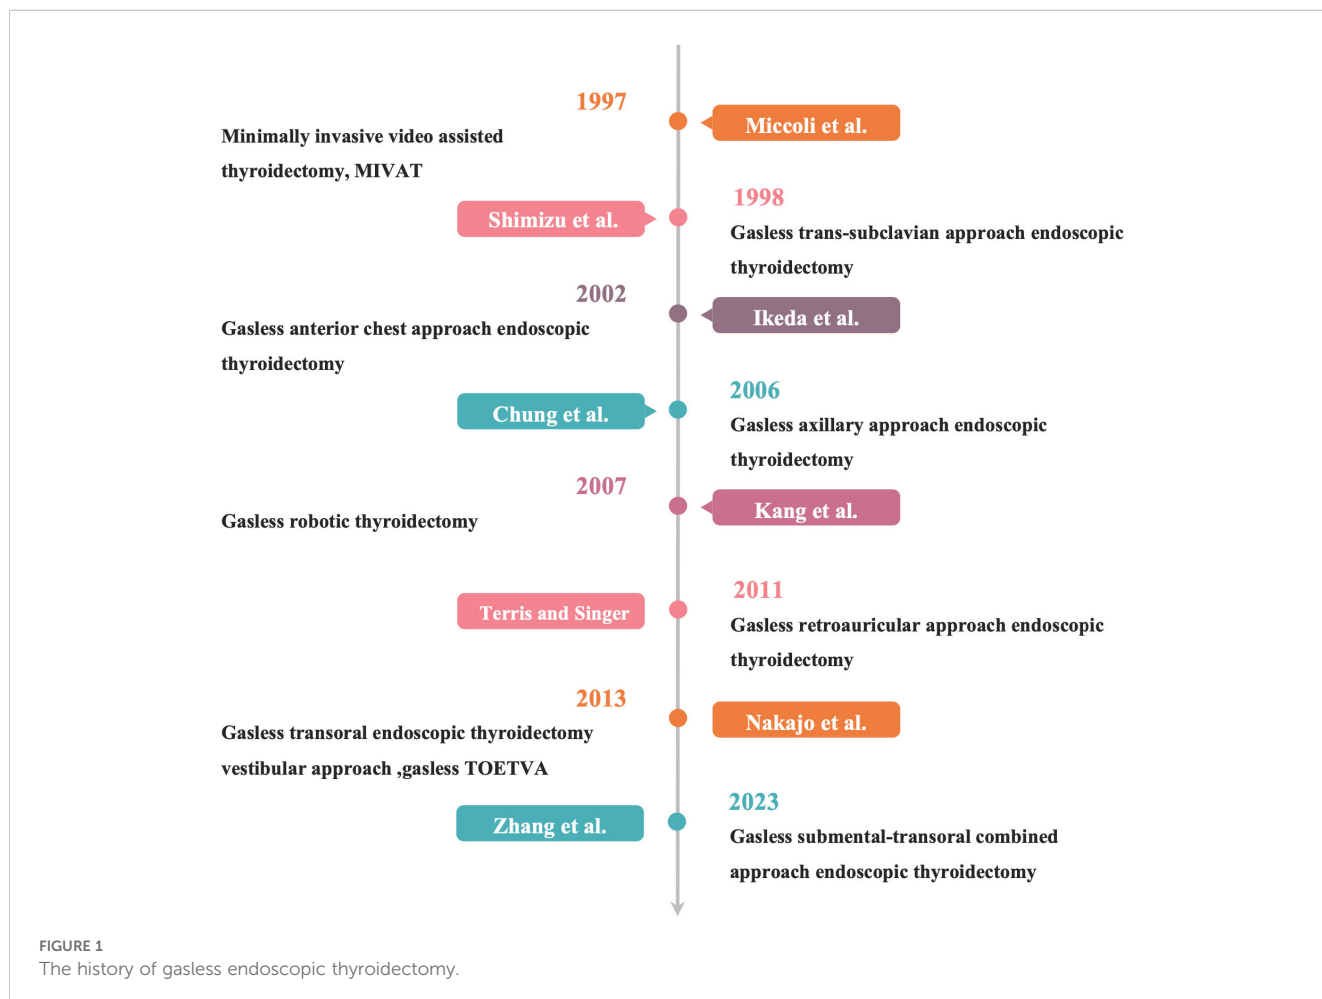 1997
Miccoli et al.
Minimally invasive video assisted
thyroidectomy, MIVAT
1998
Shimizu et al.
Gasless trans-subclavian approach endoscopic
thyroidectomy
2002
Ikeda et al.
Gasless anterior chest approach endoscopic
thyroidectomy
2006
Chung et al.
Gasless axillary approach endoscopic
thyroidectomy
2007
Kang et al.
Gasless robotic thyroidectomy
2011
Terris and Singer
Gasless retroauricular approach endoscopic
thyroidectomy
2013
Nakajo et al.
Gasless transoral endoscopic thyroidectomy
vestibular approach ,gasless TOETVA
2023
Zhang et al.
Gasless submental-transoral combined
approach endoscopic thyroidectomy
FIGURE 1
The history of gasless endoscopic thyroidectomy.